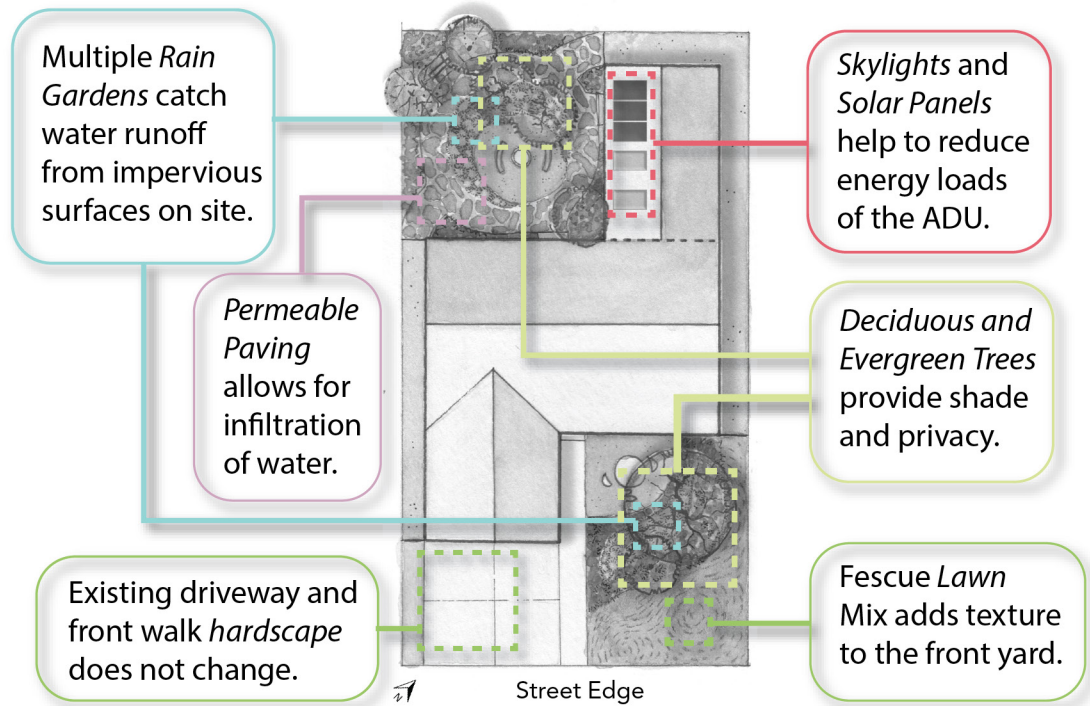 Multiple Rain
Gardens catch
water runoff
from impervious
surfaces on site.
Permeable
Paving
allows for
infiltration
of water.
Existing driveway and
front walk hardscape
does not change.
Skylights and
Solar Panels
help to reduce
energy loads
of the ADU.
Deciduous and
Evergreen Trees
provide shade
and privacy.
Fescue Lawn
Mix adds texture
to the front yard.
N
Street Edge